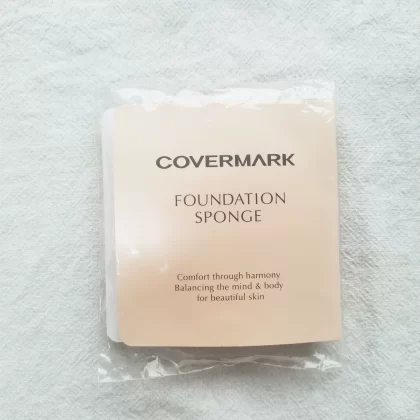 COVERMARK
FOUNDATION
SPONGE
Comfort through harmony
Balancing the mind & body
for beautiful skin